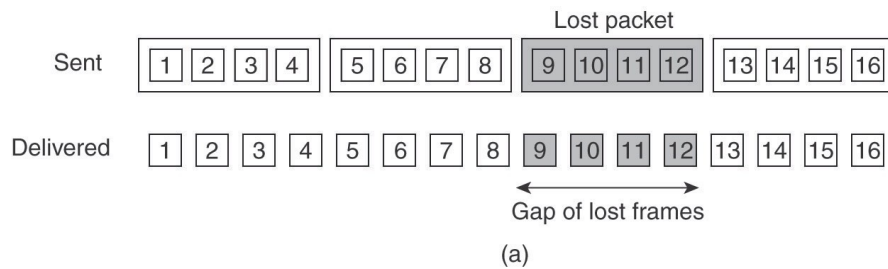 Lost packet
Sent 1 2 3 4 5 6 7 8 9 10 11 12 13 14 15 16
Delivered 1 2 3 4 5 6 7 8 9 10 11 12 13 14 15 16
Gap of lost frames
(a)